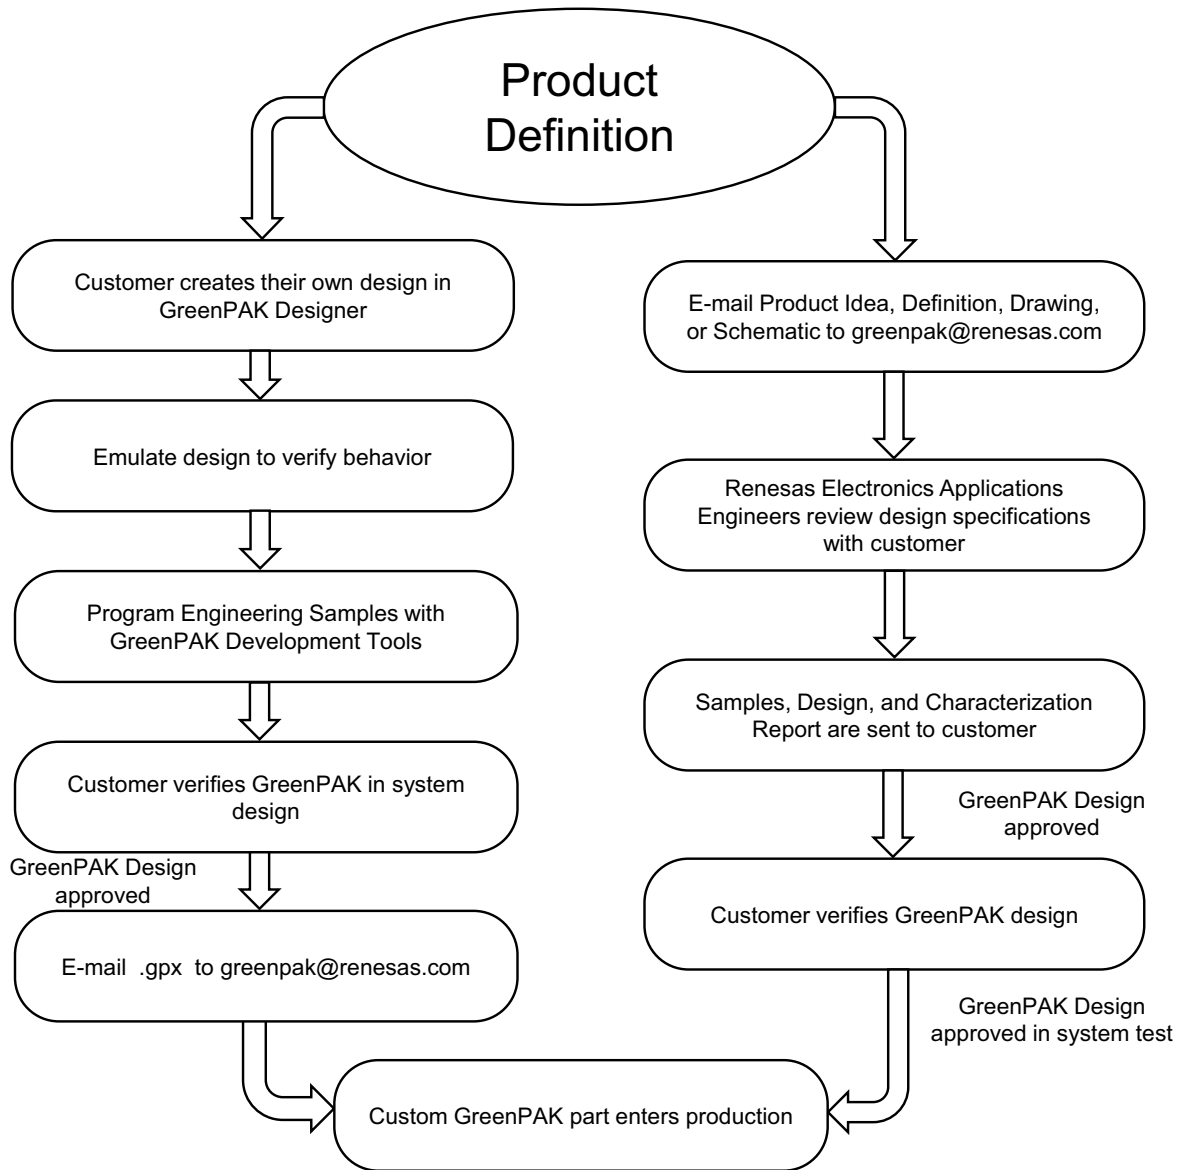 Product
Definition
Customer creates their own design in
GreenPAK Designer
Emulate design to verify behavior
Program Engineering Samples with
GreenPAK Development Tools
Customer verifies GreenPAK in system
design
GreenPAK Design
approved
E-mail .gpx to greenpak@renesas.com
E-mail Product Idea, Definition, Drawing,
or Schematic to greenpak@renesas.com
Renesas Electronics Applications
Engineers review design specifications
with customer
Samples, Design, and Characterization
Report are sent to customer
GreenPAK Design
approved
Customer verifies GreenPAK design
GreenPAK Design
approved in system test
Custom GreenPAK part enters production